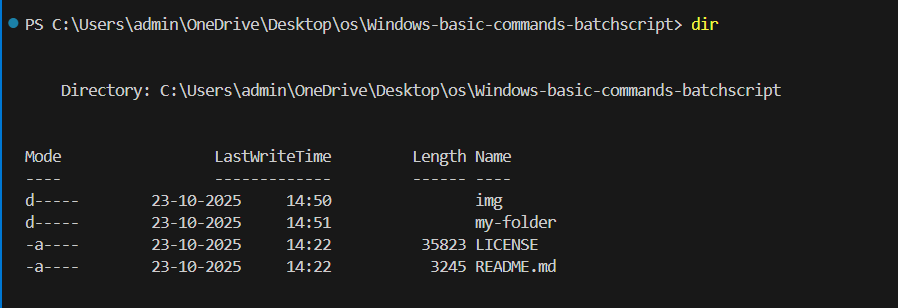 PS C:\Users\admin\OneDrive\Desktop\os\Windows-basic-commands-batchscript> dir
Directory: C:\Users\admin\OneDrive\Desktop\os\Windows-basic-commands-batchscript
Mode                 LastWriteTime         Length Name
----                 -------------         ------ ----
d-----        23-10-2025     14:50                img
d-----        23-10-2025     14:51                my-folder
-a----        23-10-2025     14:22          35823 LICENSE
-a----        23-10-2025     14:22           3245 README.md